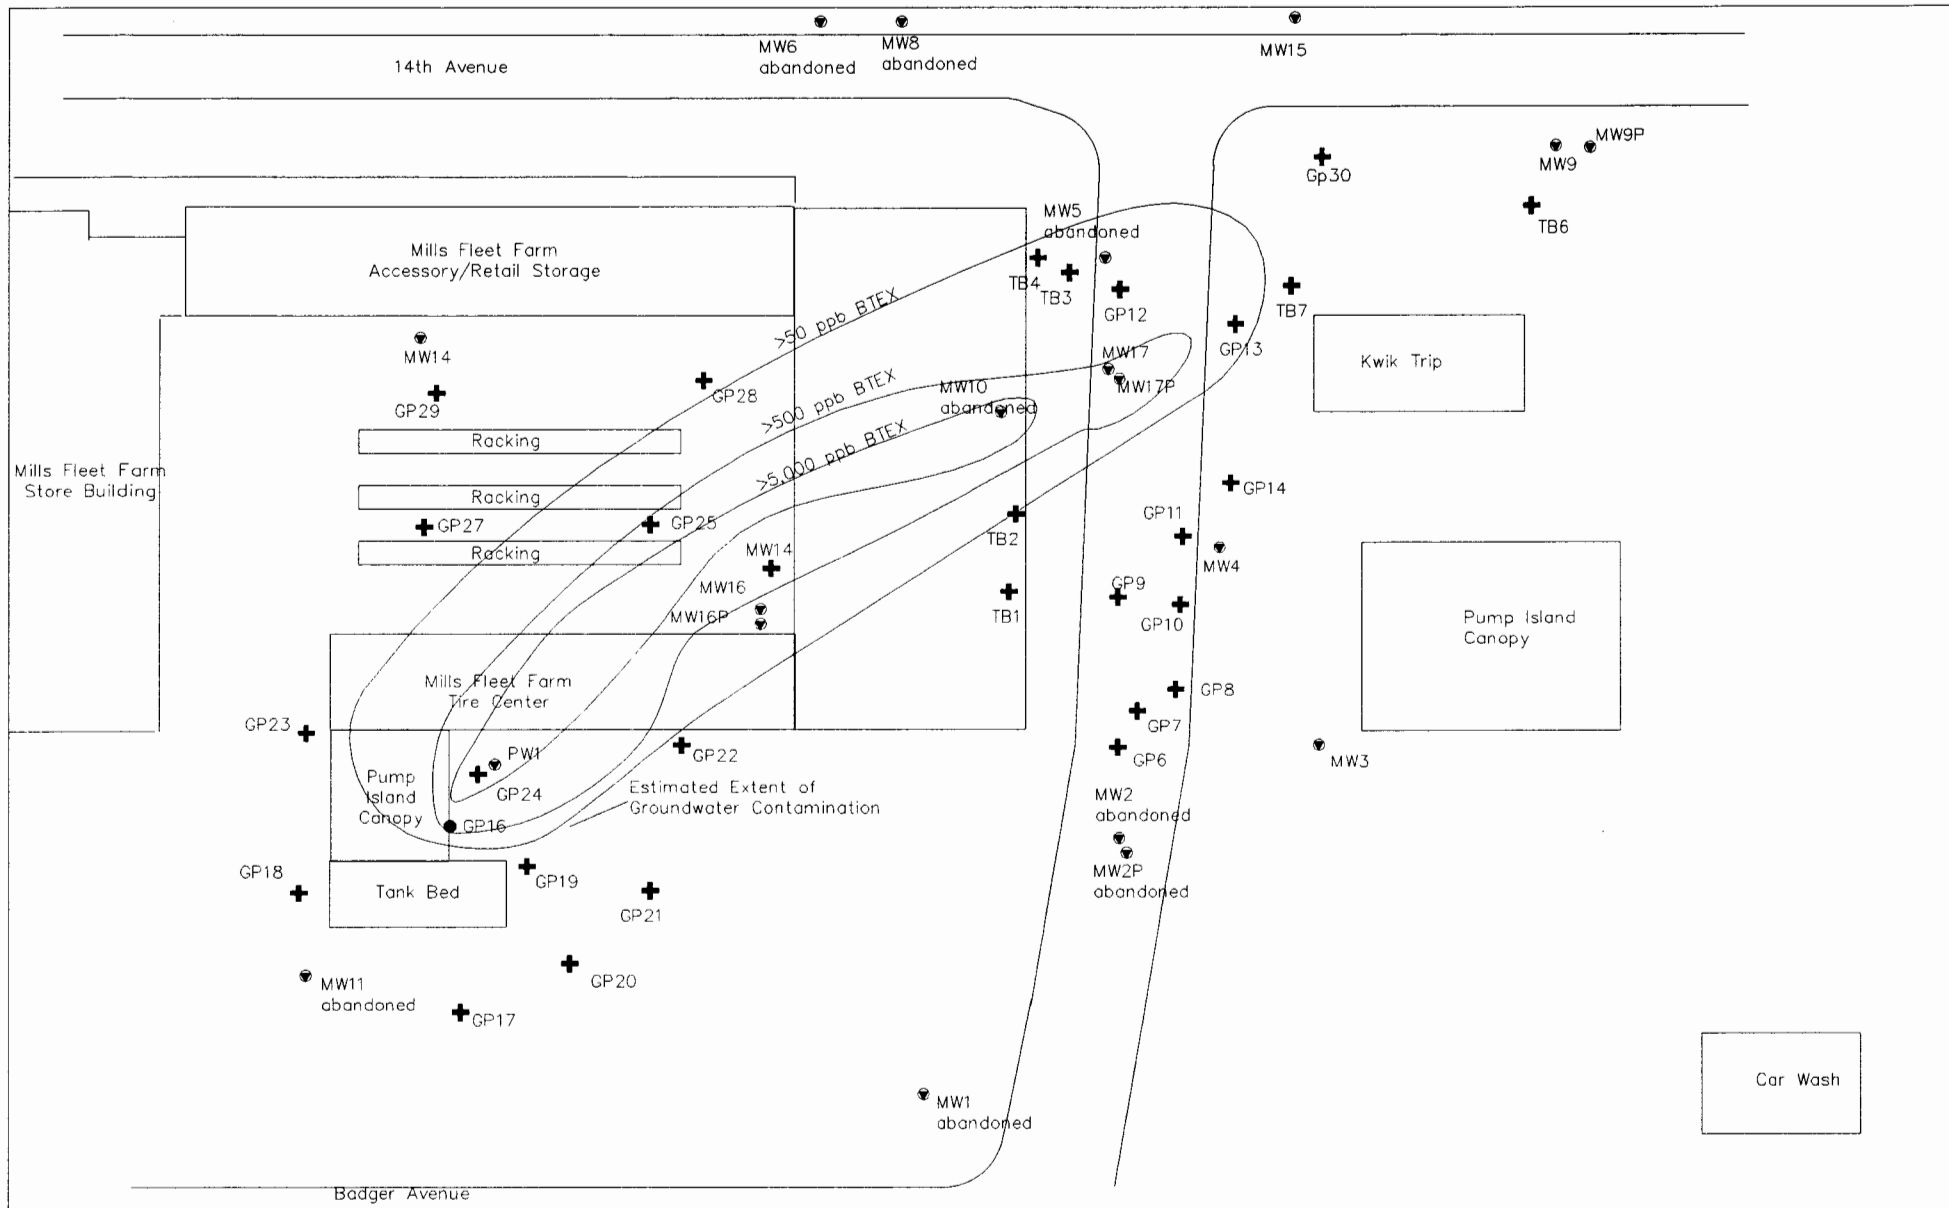 MW6
abandoned
MW8
abandoned
MW15
14th Avenue
MW9P
MW9
Gp30
TB6
MW5
abandoned
Mills Fleet Farm
Accessory/Retail Storage
TB4
TB3
GP12
TB7
>50 ppb BTEX
GP13
MW14
MW17
Kwik Trip
MW17P
GP28
MW10
abandoned
>500 ppb BTEX
GP29
Racking
>5,000 ppb BTEX
Mills Fleet Farm
Store Building
Racking
GP14
GP27
GP25
GP11
TB2
Racking
MW14
MW4
MW16
GP9
MW16P
TB1
GP10
Pump Island
Canopy
Mills Fleet Farm
Tire Center
GP8
GP23
GP7
PW1
GP22
GP6
MW3
Pump
Island
Canopy
GP24
Estimated Extent of
Groundwater Contamination
MW2
abandoned
GP16
GP18
GP19
MW2P
abandoned
Tank Bed
GP21
MW11
abandoned
GP20
GP17
Car Wash
MW1
abandoned
Badger Avenue